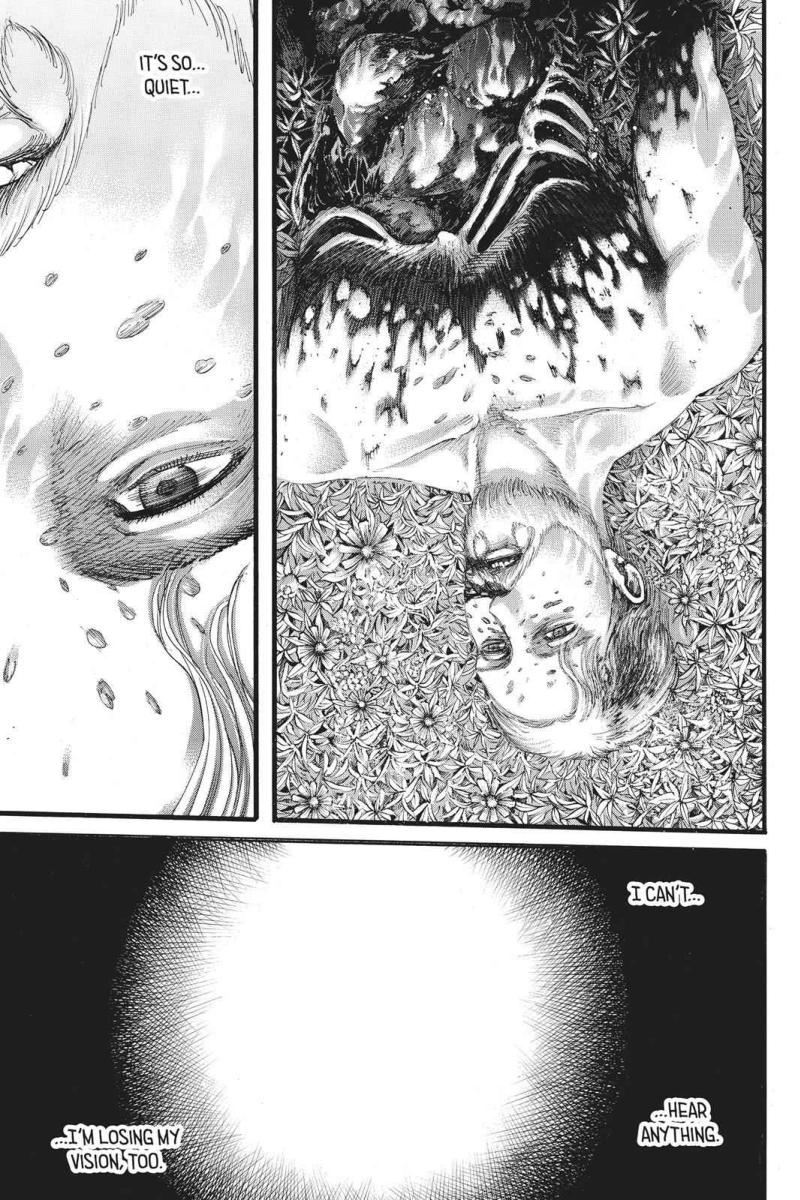 IT'S SO...
QUIET...
I CAN'T...
...HEAR
ANYTHING.
...I'M LOSING MY
VISION, TOO.